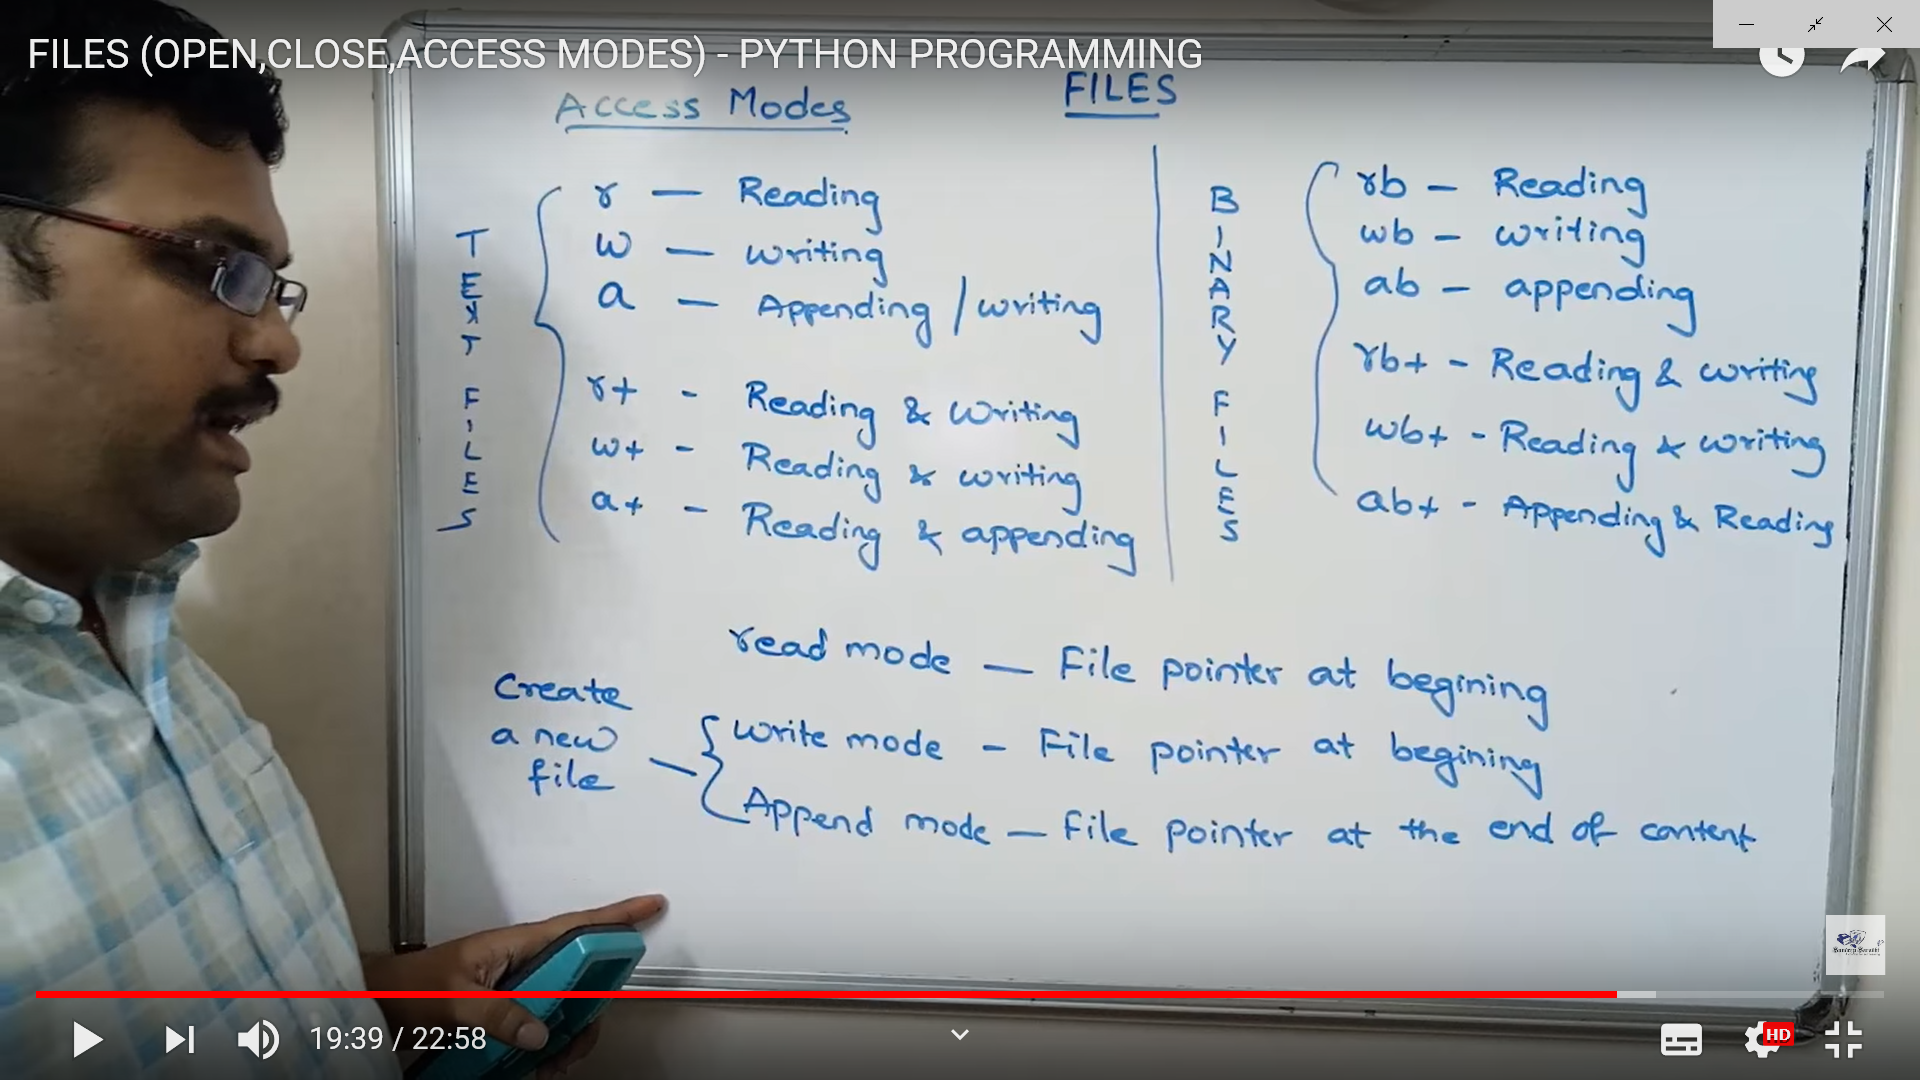 FILES (OPEN,CLOSE,ACCESS MODES) - PYTHON PROGRAMMING
Access Modes
FILES
TEXT FILES
r — Reading
w — writing
a — Appending / writing
r+ - Reading & Writing
w+ - Reading & writing
a+ - Reading & appending
BINARY FILES
rb - Reading
wb - writing
ab - appending
rb+ - Reading & writing
wb+ - Reading & writing
ab+ - Appending & Reading
read mode — File pointer at begining
Create
a new
file
write mode - File pointer at begining
Append mode — File pointer at the end of content
19:39 / 22:58
HD